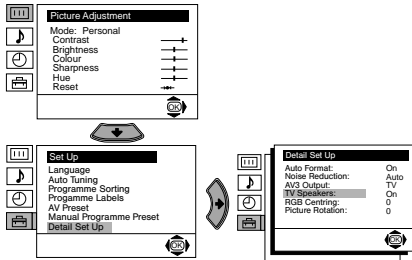 Picture Adjustment
Mode: Personal
Contrast
Brightness
Colour
Sharpness
Hue
Reset
OK
Set Up
Language
Auto Tuning
Programme Sorting
Progamme Labels
AV Preset
Manual Programme Preset
Detail Set Up
OK
Detail Set Up
Auto Format: On
Noise Reduction: Auto
AV3 Output: TV
TV Speakers: On
RGB Centring: 0
Picture Rotation: 0
OK